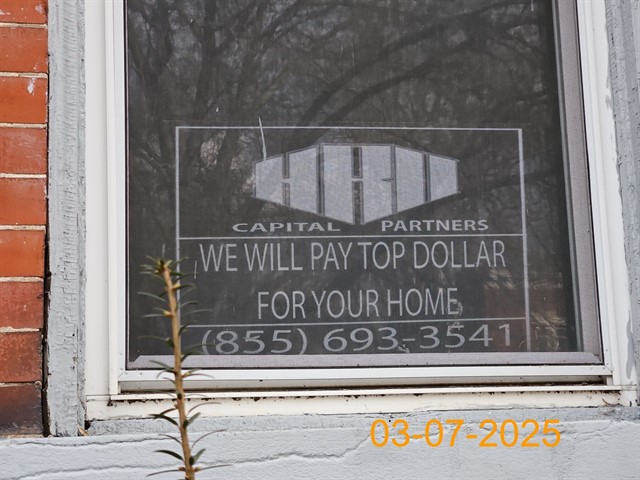 CAPITAL PARTNERS
WE WILL PAY TOP DOLLAR
FOR YOUR HOME
(855) 693-3541
03-07-2025